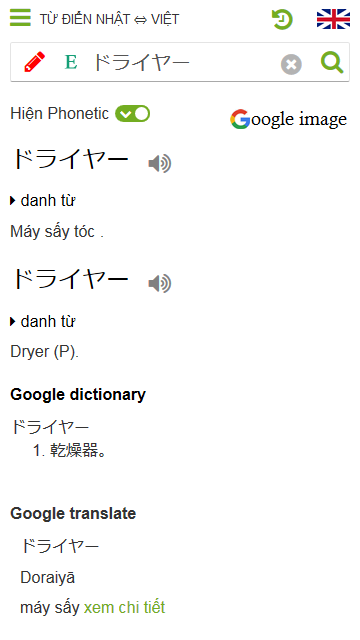 TỪ ĐIỂN NHẬT ⇔ VIỆT
E ドライヤー
Hiện Phonetic
Google image
ドライヤー
danh từ
Máy sấy tóc .
ドライヤー
danh từ
Dryer (P).
Google dictionary
ドライヤー
1. 乾燥器。
Google translate
ドライヤー
Doraiyā
máy sấy xem chi tiết